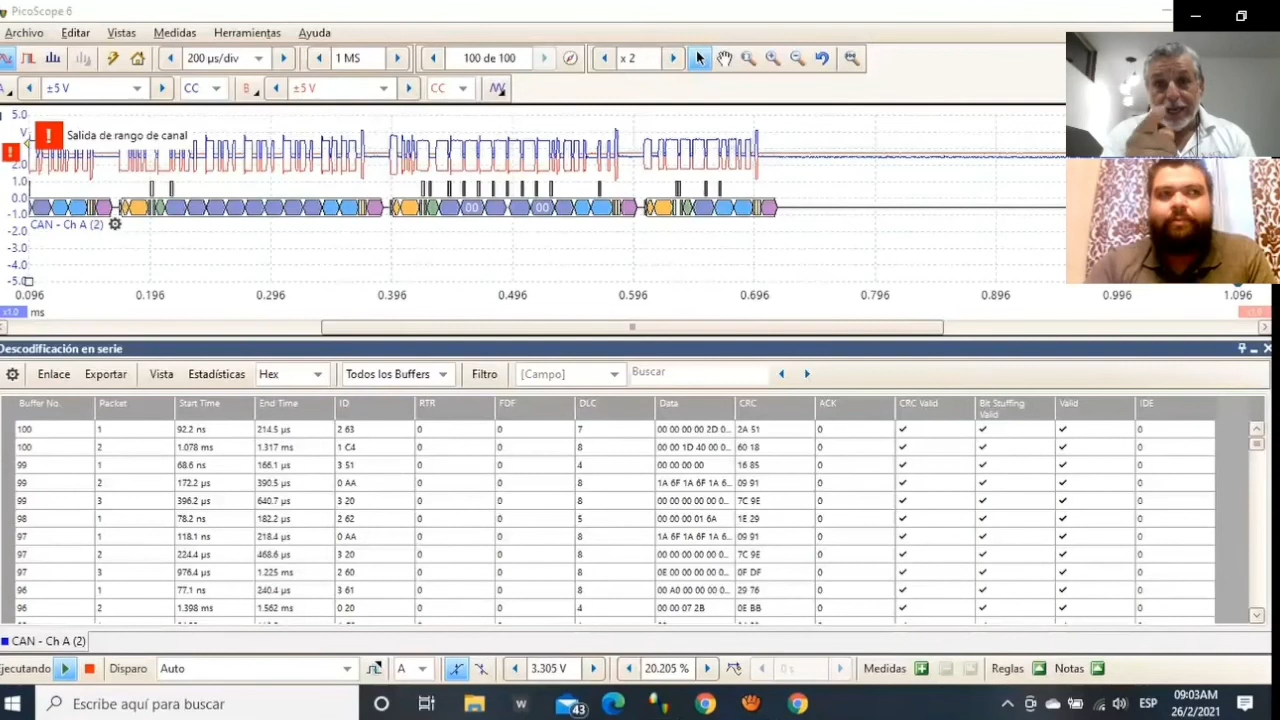 PicoScope 6
Archivo Editar Vistas Medidas Herramientas Ayuda
200 µs/div 1 MS 100 de 100 x 2
A ±5 V CC B ±5 V CC
5.0
V
Salida de rango de canal
2.0
1.0
0.0
00 00
-1.0
CAN - Ch A (2)
-2.0
-3.0
-4.0
-5.0
0.096 0.196 0.296 0.396 0.496 0.596 0.696 0.796 0.896 0.996 1.096
x1.0 ms x1.0
Descodificación en serie
Enlace Exportar Vista Estadísticas Hex Todos los Buffers Filtro [Campo] Buscar
Buffer No. Packet Start Time End Time ID RTR FDF DLC Data CRC ACK CRC Valid Bit Stuffing Valid Valid IDE
100 1 92.2 ns 214.5 µs 2 63 0 0 7 00 00 00 00 2D 0... 2A 51 0 ✓ ✓ ✓ 0
100 2 1.078 ms 1.317 ms 1 C4 0 0 8 00 00 1D 40 00 0... 60 18 0 ✓ ✓ ✓ 0
99 1 68.6 ns 166.1 µs 3 51 0 0 4 00 00 00 00 16 85 0 ✓ ✓ ✓ 0
99 2 172.2 µs 390.5 µs 0 AA 0 0 8 1A 6F 1A 6F 1A 6... 09 91 0 ✓ ✓ ✓ 0
99 3 396.2 µs 640.7 µs 3 20 0 0 8 00 00 00 00 00 0... 7C 9E 0 ✓ ✓ ✓ 0
98 1 78.2 ns 182.2 µs 2 62 0 0 5 00 00 00 01 6A 1E 29 0 ✓ ✓ ✓ 0
97 1 118.1 ns 218.4 µs 0 AA 0 0 8 1A 6F 1A 6F 1A 6... 09 91 0 ✓ ✓ ✓ 0
97 2 224.4 µs 468.6 µs 3 20 0 0 8 00 00 00 00 00 0... 7C 9E 0 ✓ ✓ ✓ 0
97 3 976.4 µs 1.225 ms 2 60 0 0 8 0E 00 00 00 00 0... 0F DF 0 ✓ ✓ ✓ 0
96 1 77.1 ns 240.4 µs 3 61 0 0 8 00 A0 00 00 00 0... 29 76 0 ✓ ✓ ✓ 0
96 2 1.398 ms 1.562 ms 0 20 0 0 4 00 00 07 2B 0E BB 0 ✓ ✓ ✓ 0
CAN - Ch A (2)
Ejecutando Disparo Auto A 3.305 V 20.205 % 0 s Medidas Reglas Notas
Escribe aquí para buscar 43 ESP 09:03AM
26/2/2021